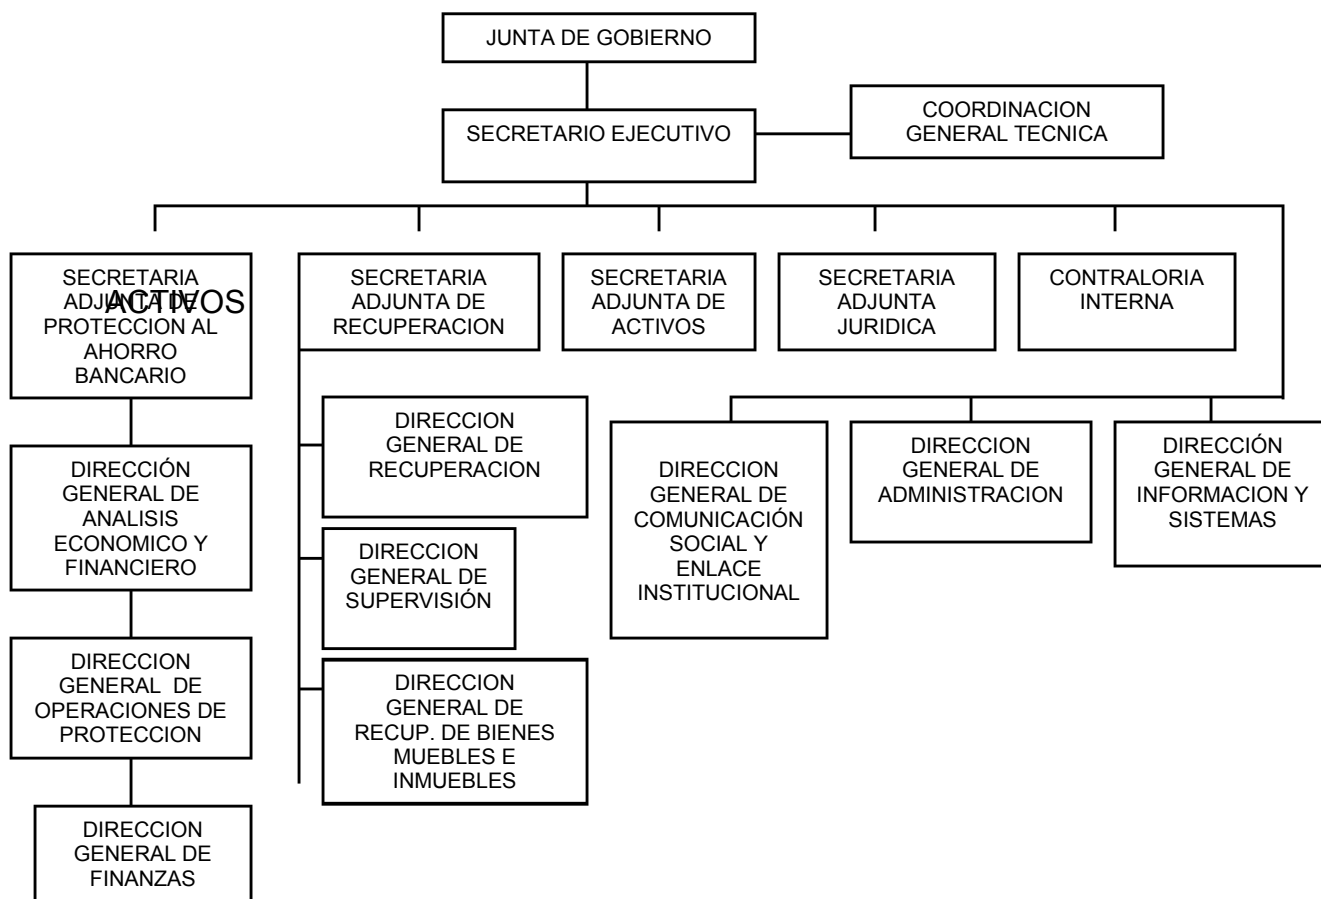 JUNTA DE GOBIERNO
SECRETARIO EJECUTIVO
COORDINACION
GENERAL TECNICA
SECRETARIA
ADJUNTA DE
PROTECCION AL
AHORRO
BANCARIO
ACTIVOS
SECRETARIA
ADJUNTA DE
RECUPERACION
SECRETARIA
ADJUNTA DE
ACTIVOS
SECRETARIA
ADJUNTA
JURIDICA
CONTRALORIA
INTERNA
DIRECCIÓN
GENERAL DE
ANALISIS
ECONOMICO Y
FINANCIERO
DIRECCION
GENERAL DE
OPERACIONES DE
PROTECCION
DIRECCION
GENERAL DE
FINANZAS
DIRECCION
GENERAL DE
RECUPERACION
DIRECCION
GENERAL DE
SUPERVISIÓN
DIRECCION
GENERAL DE
RECUP. DE BIENES
MUEBLES E
INMUEBLES
DIRECCION
GENERAL DE
COMUNICACIÓN
SOCIAL Y
ENLACE
INSTITUCIONAL
DIRECCION
GENERAL DE
ADMINISTRACION
DIRECCIÓN
GENERAL DE
INFORMACION Y
SISTEMAS